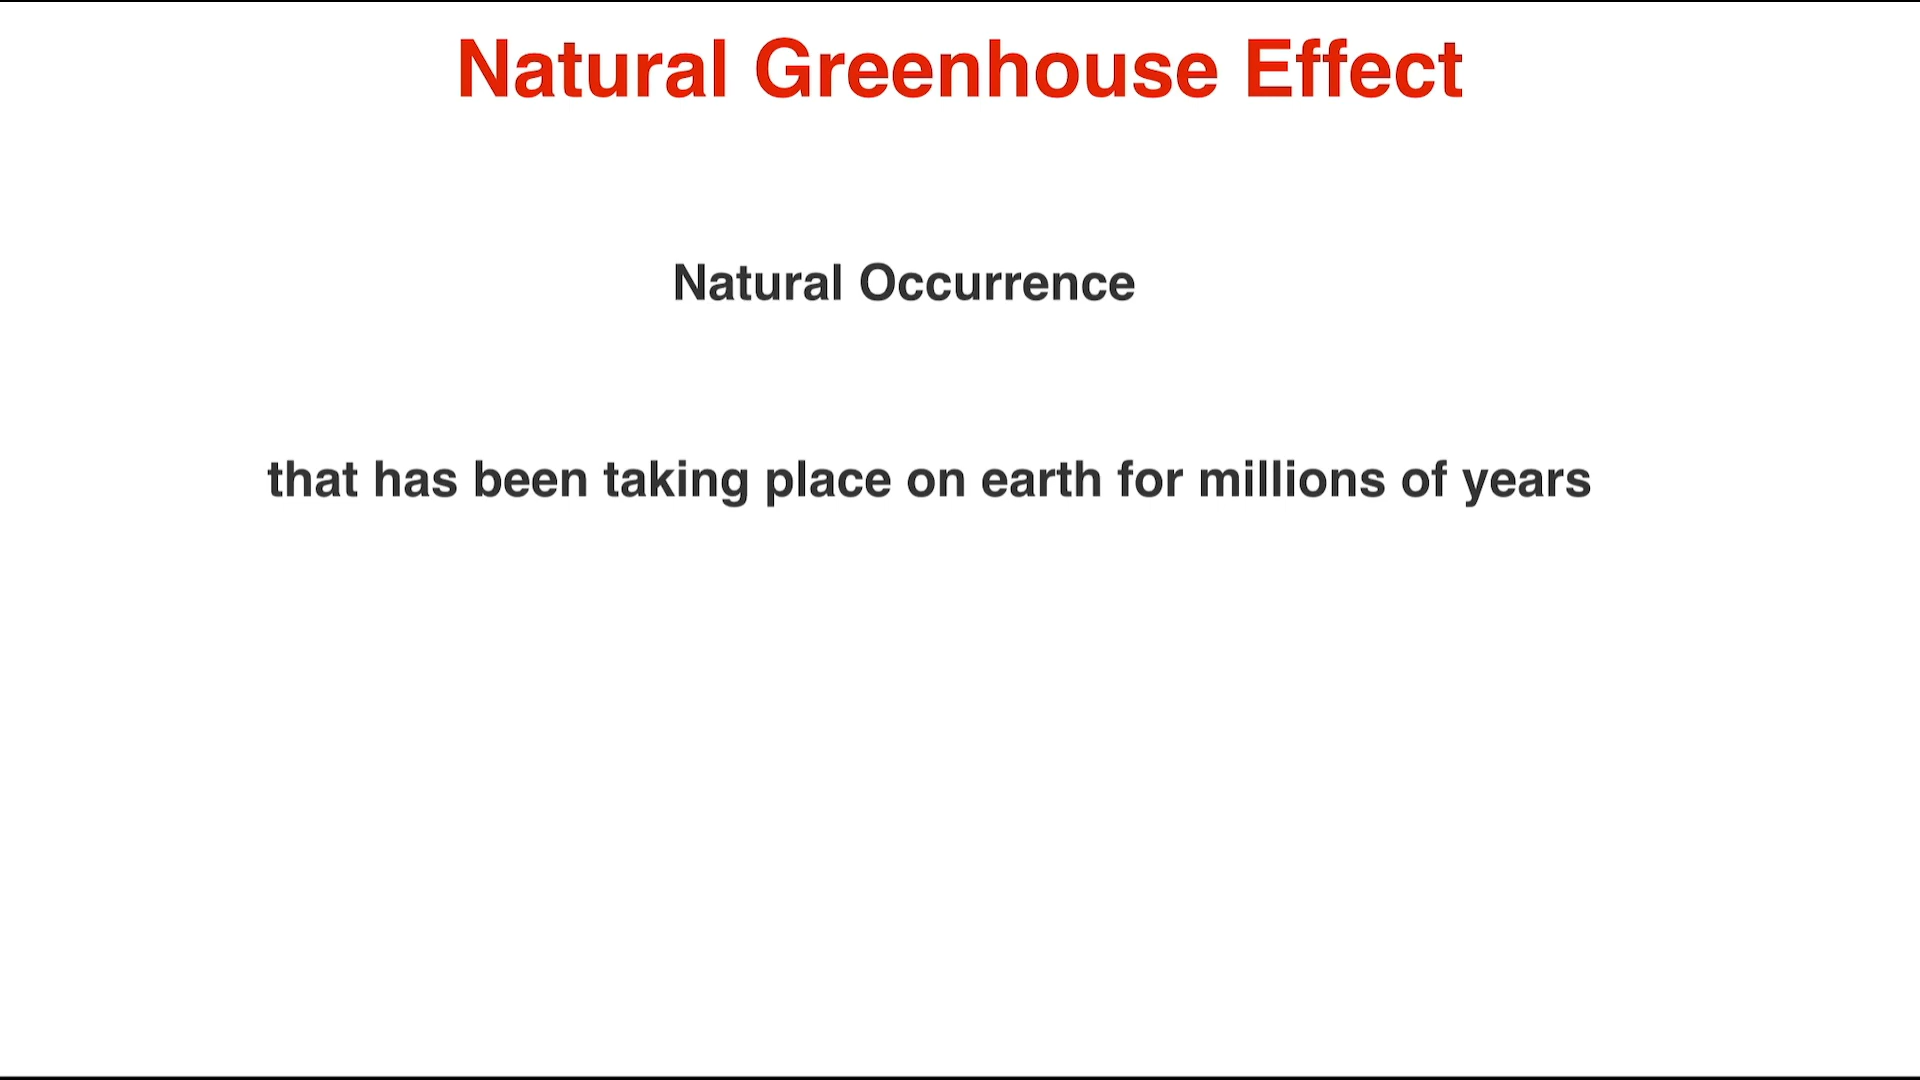 Natural Greenhouse Effect
Natural Occurrence
that has been taking place on earth for millions of years